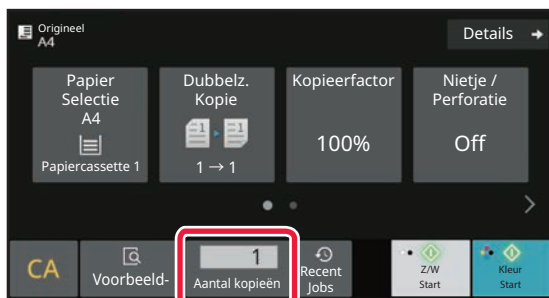 Origineel
A4
Details
Papier
Selectie
A4
Papiercassette 1
Dubbelz.
Kopie
1 → 1
Kopieerfactor
100%
Nietje /
Perforatie
Off
CA
Voorbeeld-
1
Aantal kopieën
Recent
Jobs
Z/W
Start
Kleur
Start